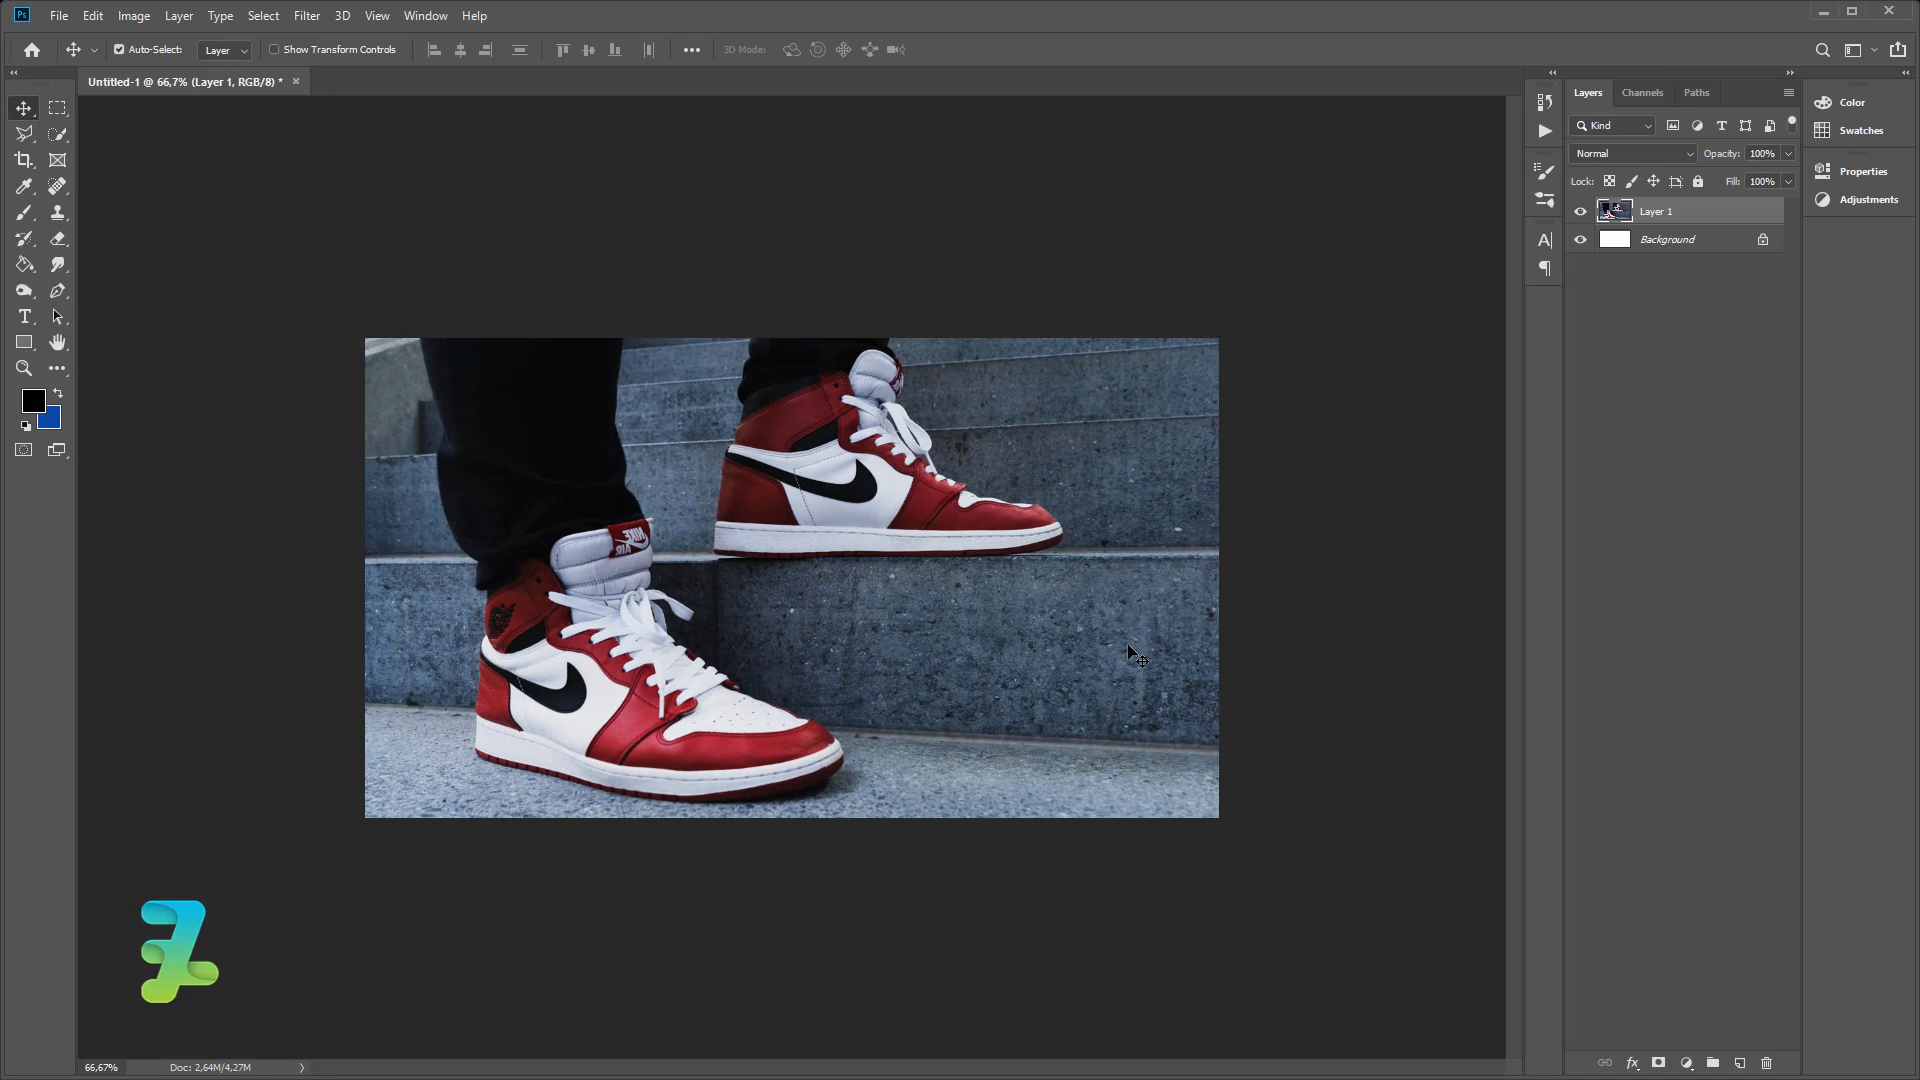 Ps File Edit Image Layer Type Select Filter 3D View Window Help
Auto-Select: Layer Show Transform Controls 3D Mode:
Untitled-1 @ 66,7% (Layer 1, RGB/8) *
Layers Channels Paths
Color
Kind
Swatches
Normal Opacity: 100%
Lock: Fill: 100%
Properties
Adjustments
Layer 1
Background
NIKE
AIR
66,67% Doc: 2,64M/4,27M